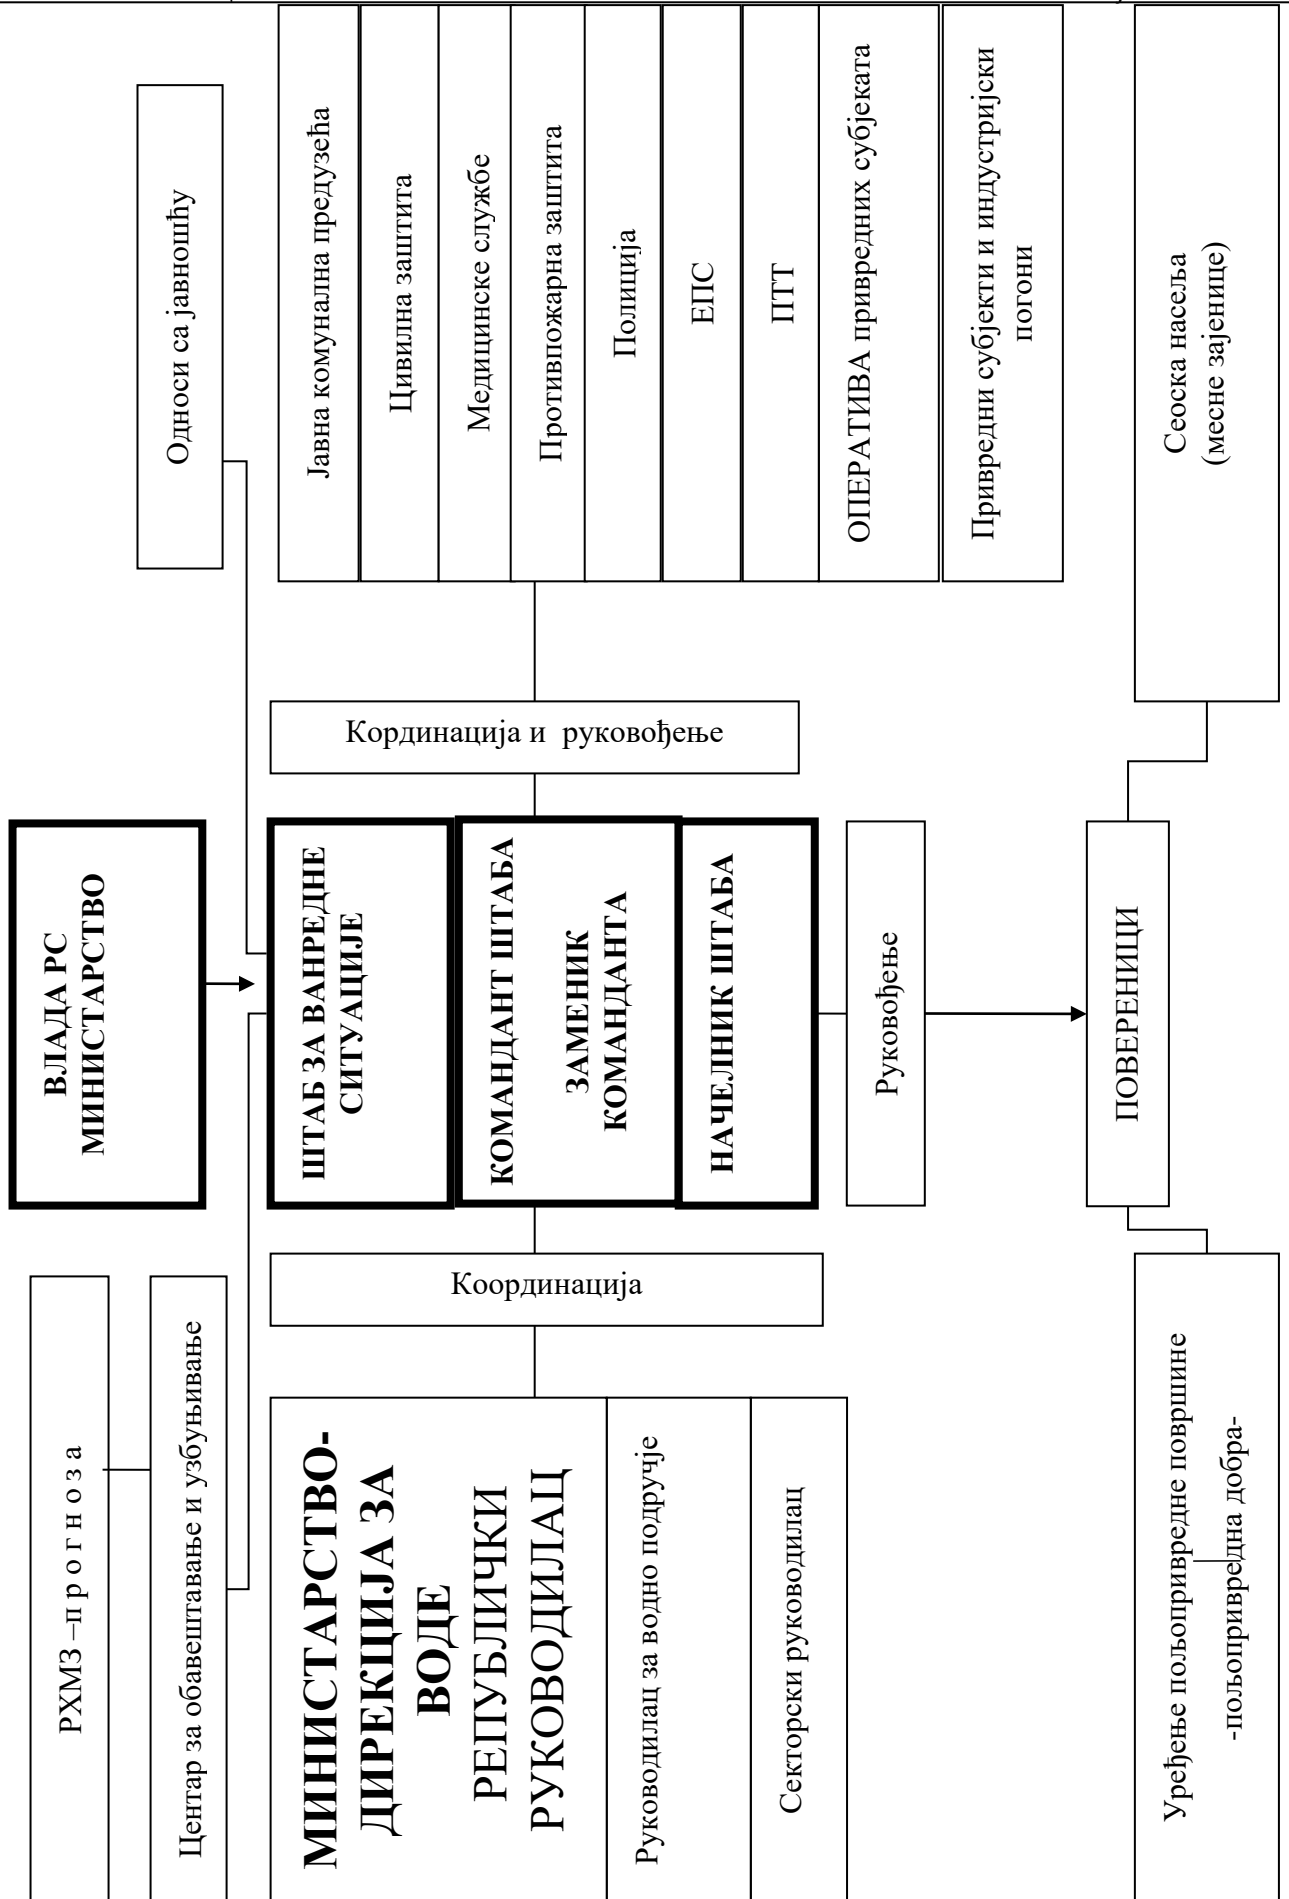 РХМЗ –п р о г н о з а
Центар за обавештавање и узбуњивање
ВЛАДА РС
МИНИСТАРСТВО
Односи са јавношћу
МИНИСТАРСТВО-
ДИРЕКЦИЈА ЗА
ВОДЕ
РЕПУБЛИЧКИ
РУКОВОДИЛАЦ
Руководилац за водно подручје
Секторски руководилац
Координација
ШТАБ ЗА ВАНРЕДНЕ
СИТУАЦИЈЕ
КОМАНДАНТ ШТАБА
ЗАМЕНИК
КОМАНДАНТА
НАЧЕЛНИК ШТАБА
Кординација и руковођење
Јавна комунална предузећа
Цивилна заштита
Медицинске службе
Противпожарна заштита
Полиција
ЕПС
ПТТ
ОПЕРАТИВА привредних субјеката
Привредни субјекти и индустријски
погони
Руковођење
ПОВЕРЕНИЦИ
Уређење пољопривредне површине
-пољопривредна добра-
Сеоска насеља
(месне зајенице)